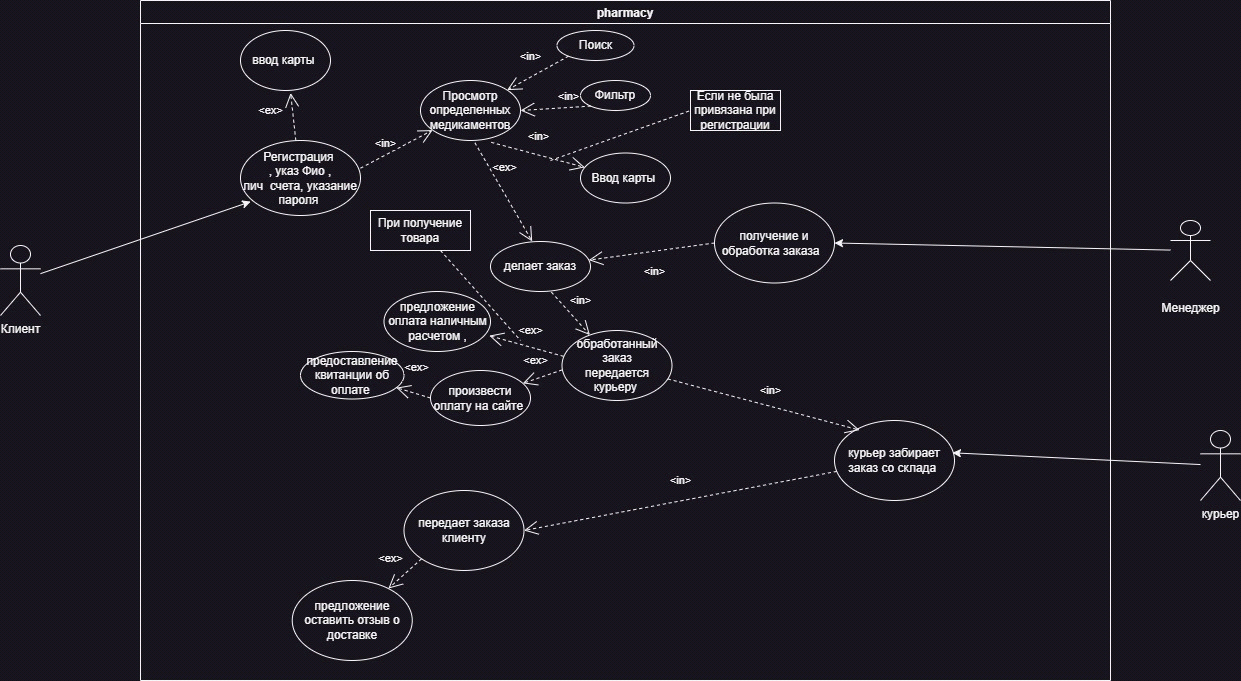 pharmacy
Поиск
<in>
ввод карты
Просмотр
определенных
медикаментов
<in>
Фильтр
Если не была
привязана при
регистрации
<ex>
<in>
<in>
Регистрация
, указ Фио ,
лич счета, указание
пароля
<ex>
Ввод карты
При получение
товара
получение и
обработка заказа
делает заказ
<in>
Клиент
Менеджер
<in>
предложение
оплата наличным
расчетом ,
<ex>
обработанный
заказ
передается
курьеру
предоставление
квитанции об
оплате
<ex>
<ex>
произвести
оплату на сайте
<in>
курьер забирает
заказ со склада
<in>
курьер
передает заказа
клиенту
<ex>
предложение
оставить отзыв о
доставке